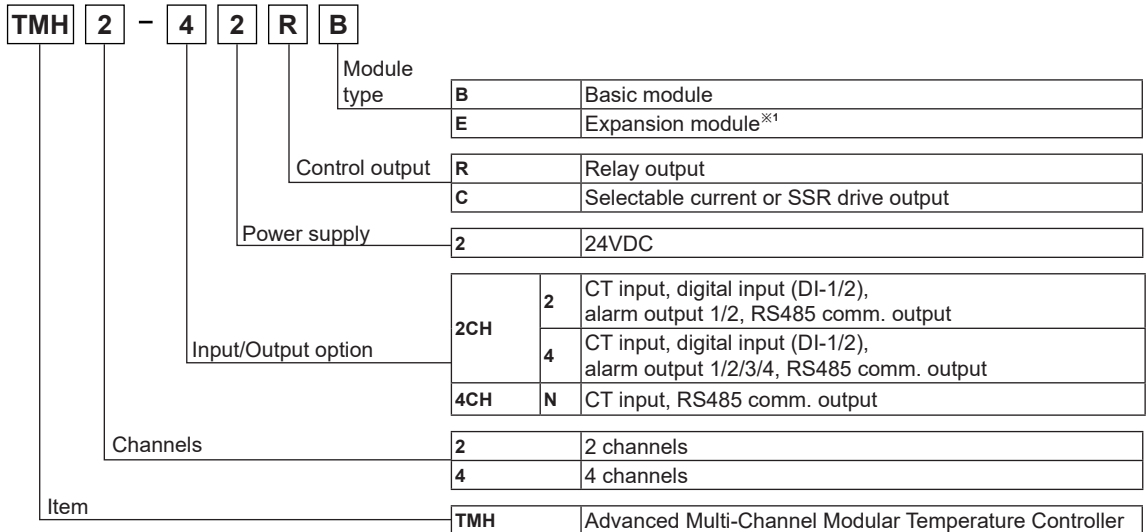 TMH 2 – 4 2 R B
Module
type
B Basic module
E Expansion module※¹
Control output
R Relay output
C Selectable current or SSR drive output
Power supply
2 24VDC
Input/Output option
2CH
2 CT input, digital input (DI-1/2),
alarm output 1/2, RS485 comm. output
4 CT input, digital input (DI-1/2),
alarm output 1/2/3/4, RS485 comm. output
4CH N CT input, RS485 comm. output
Channels
2 2 channels
4 4 channels
Item
TMH Advanced Multi-Channel Modular Temperature Controller